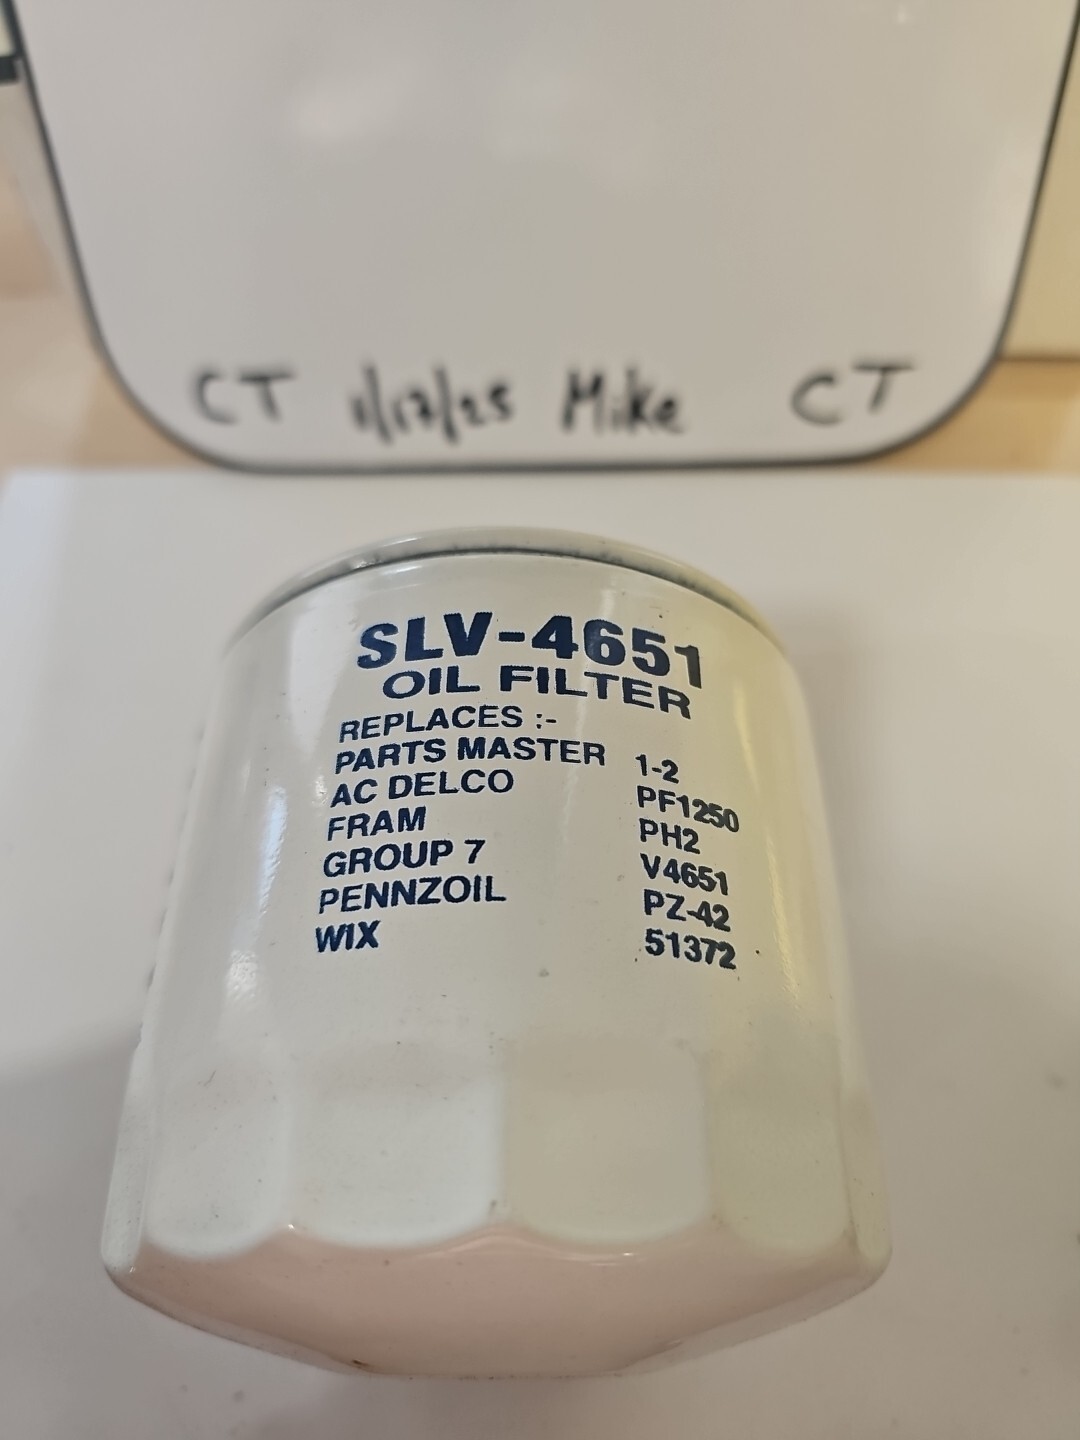 CT 1/17/25 Mike CT
SLV-4651
OIL FILTER
REPLACES :-
PARTS MASTER 1-2
AC DELCO PF1250
FRAM PH2
GROUP 7 V4651
PENNZOIL PZ-42
WIX 51372